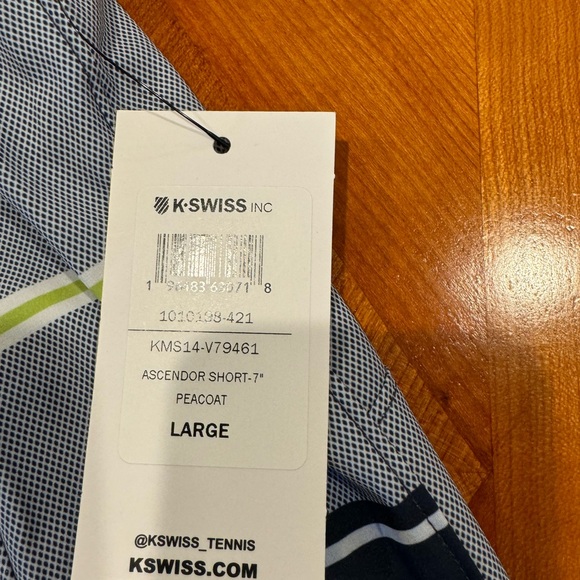 K·SWISS INC
1010198-421
KMS14-V79461
ASCENDOR SHORT-7"
PEACOAT
LARGE
@KSWISS_TENNIS
KSWISS.COM